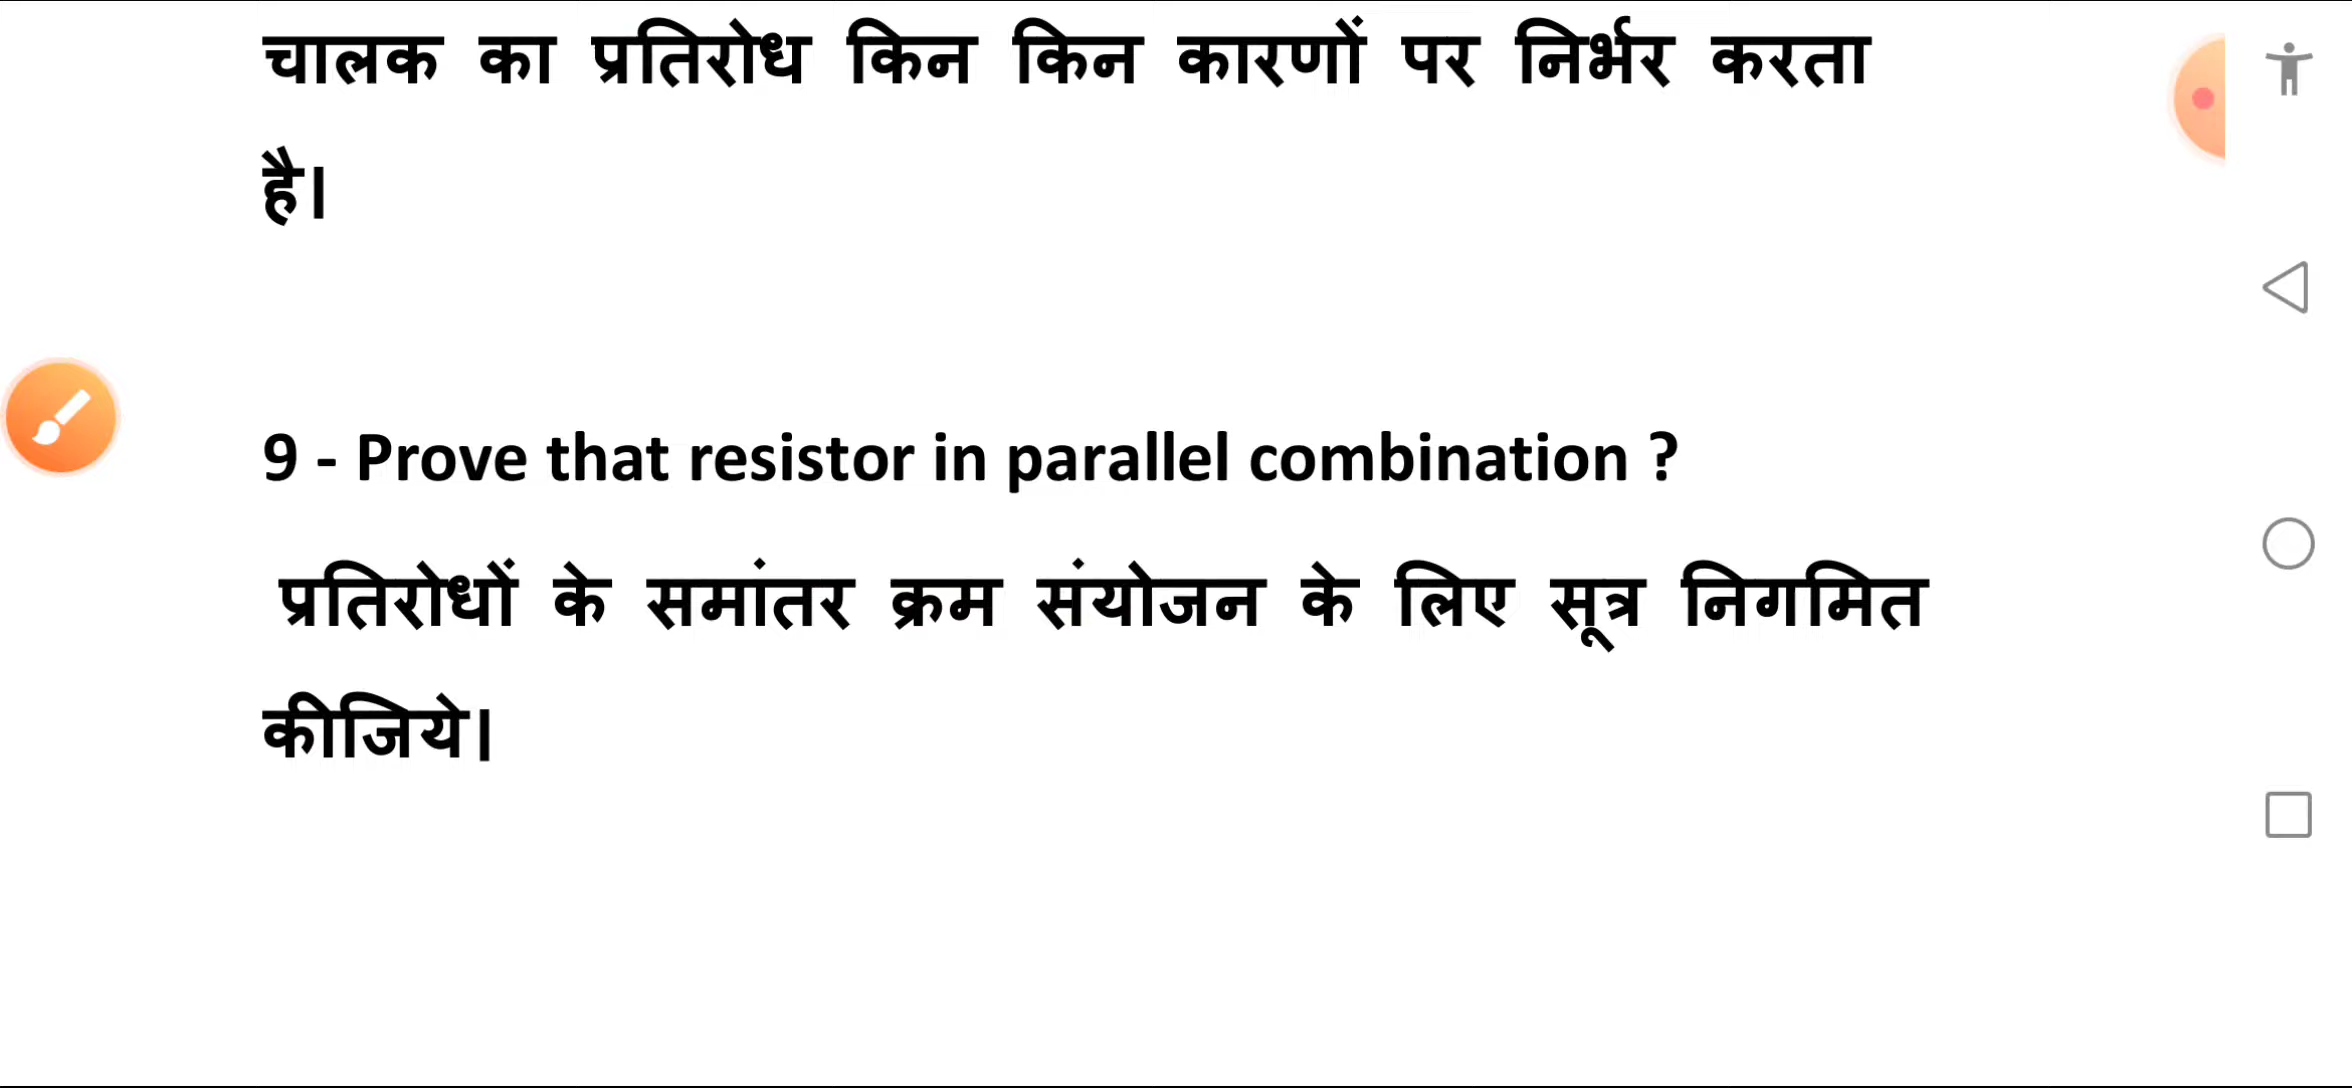 चालक का प्रतिरोध किन किन कारणों पर निर्भर करता
है।
9 - Prove that resistor in parallel combination ?
प्रतिरोधों के समांतर क्रम संयोजन के लिए सूत्र निगमित
कीजिये।